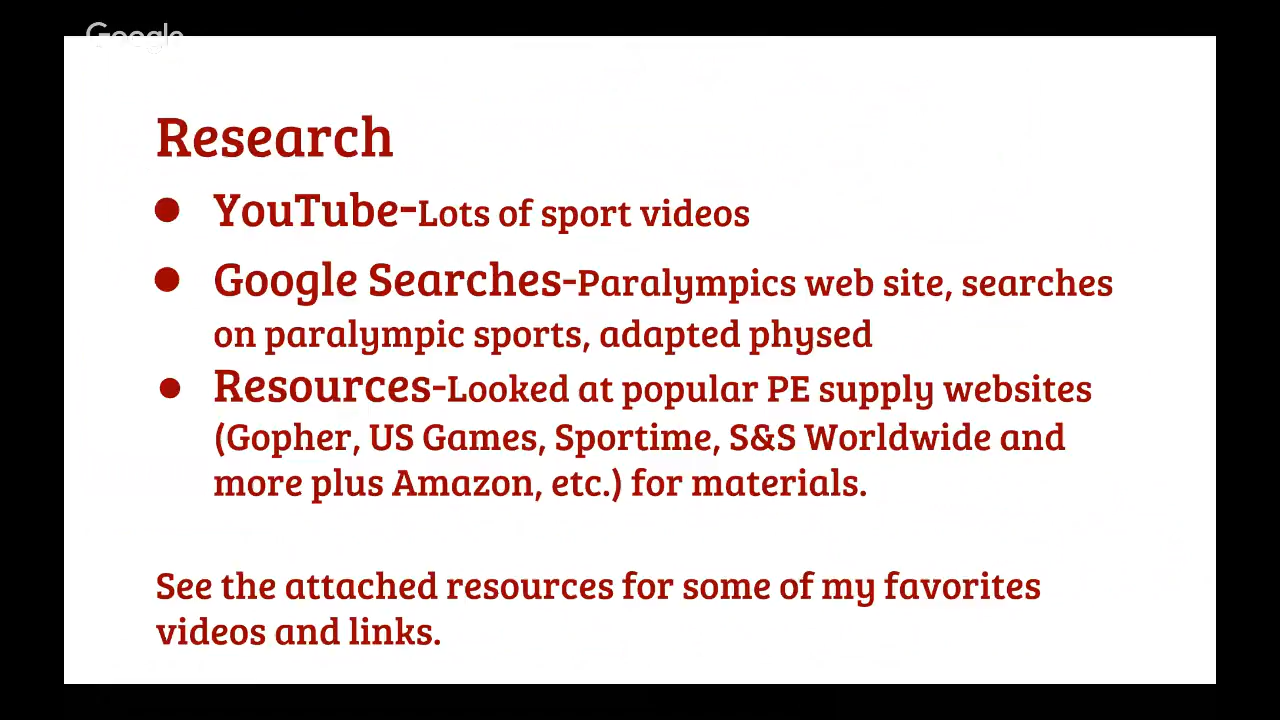 Google
Research
● YouTube-Lots of sport videos
● Google Searches-Paralympics web site, searches
on paralympic sports, adapted physed
● Resources-Looked at popular PE supply websites
(Gopher, US Games, Sportime, S&S Worldwide and
more plus Amazon, etc.) for materials.
See the attached resources for some of my favorites
videos and links.